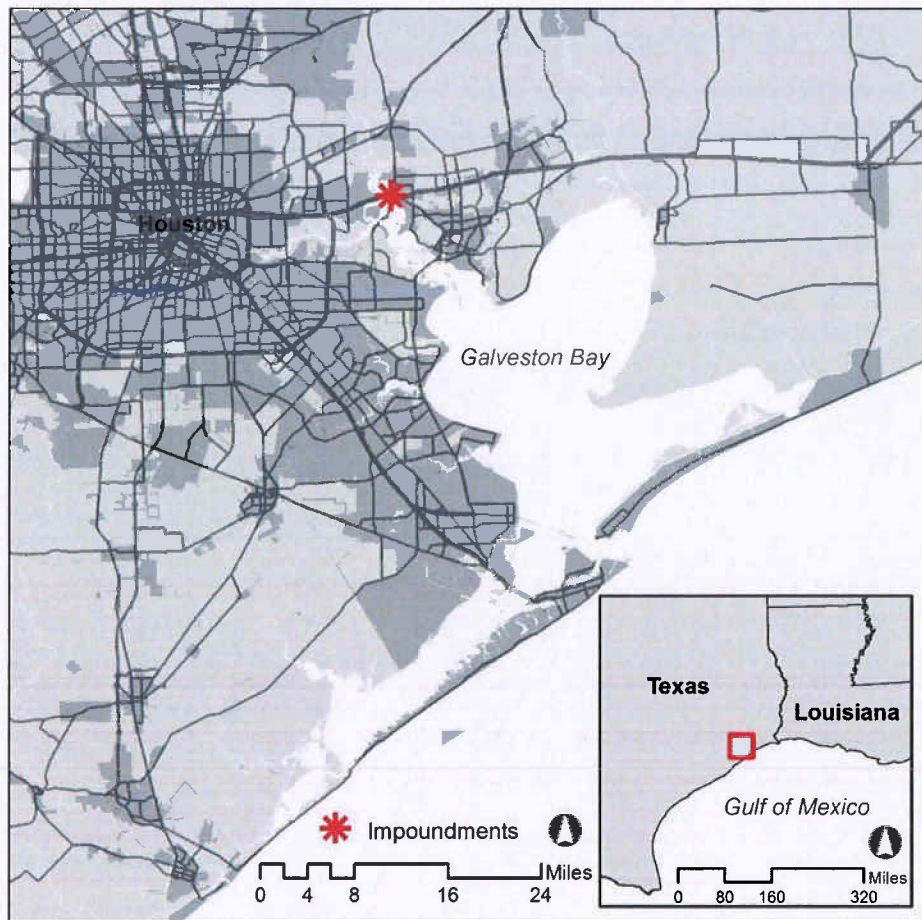 Houston
Galveston Bay
Texas
Louisiana
Gulf of Mexico
Impoundments
Miles
0 4 8 16 24
Miles
0 80 160 320